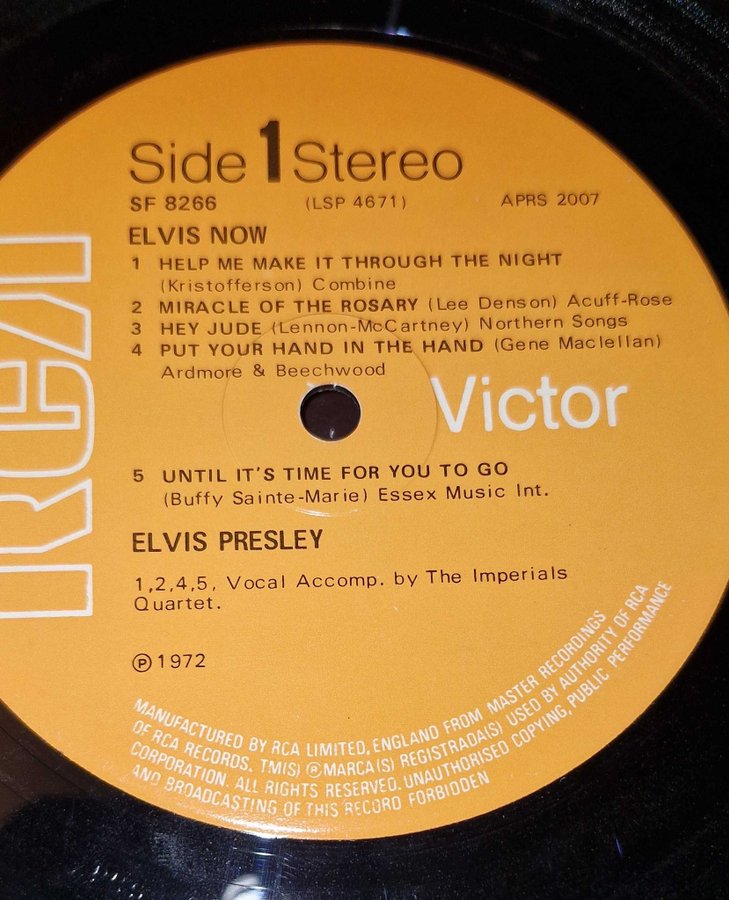 Side 1 Stereo
SF 8266 (LSP 4671) APRS 2007
ELVIS NOW
1 HELP ME MAKE IT THROUGH THE NIGHT
(Kristofferson) Combine
2 MIRACLE OF THE ROSARY (Lee Denson) Acuff-Rose
3 HEY JUDE (Lennon-McCartney) Northern Songs
4 PUT YOUR HAND IN THE HAND (Gene Maclellan)
Ardmore & Beechwood
RCA
Victor
5 UNTIL IT'S TIME FOR YOU TO GO
(Buffy Sainte-Marie) Essex Music Int.
ELVIS PRESLEY
1,2,4,5, Vocal Accomp. by The Imperials
Quartet.
℗ 1972
MANUFACTURED BY RCA LIMITED, ENGLAND FROM MASTER RECORDINGS
OF RCA RECORDS. TM(S) ® MARCA(S) REGISTRADA(S) USED BY AUTHORITY OF RCA
CORPORATION. ALL RIGHTS RESERVED. UNAUTHORISED COPYING, PUBLIC PERFORMANCE
AND BROADCASTING OF THIS RECORD FORBIDDEN